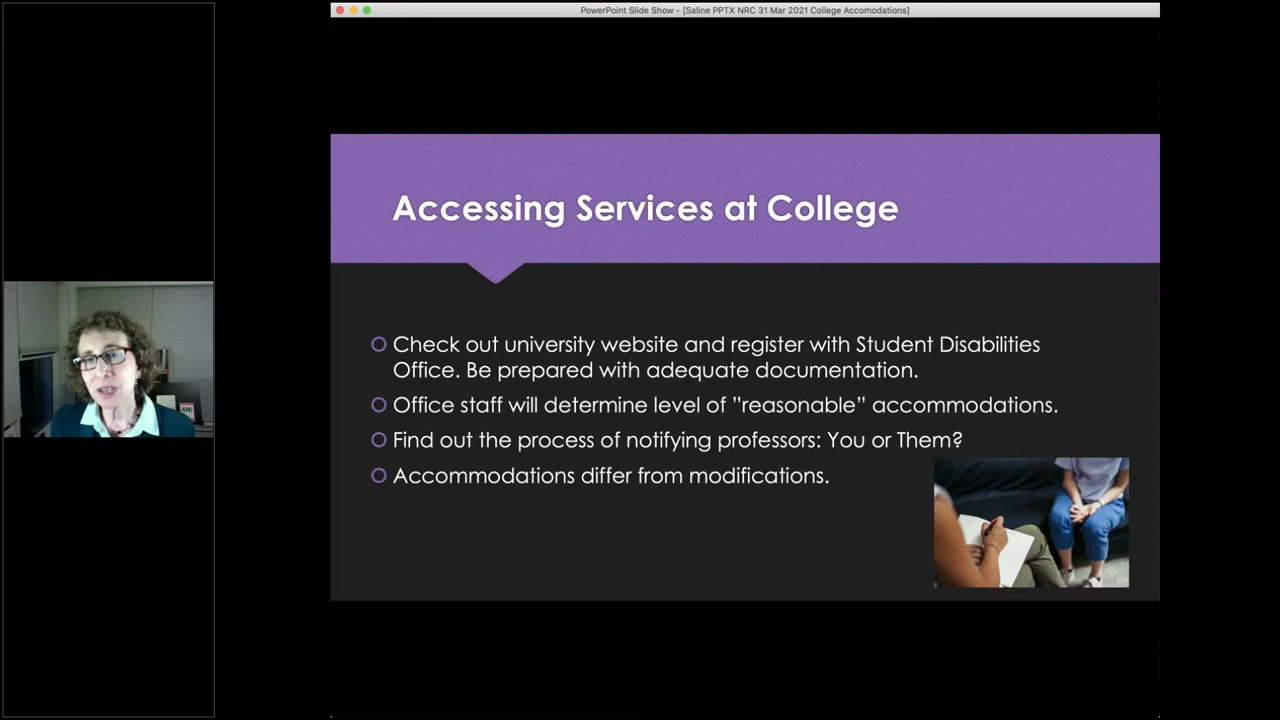 PowerPoint Slide Show - [Saline PPTX NRC 31 Mar 2021 College Accomodations]
Accessing Services at College
Check out university website and register with Student Disabilities
Office. Be prepared with adequate documentation.
Office staff will determine level of ”reasonable” accommodations.
Find out the process of notifying professors: You or Them?
Accommodations differ from modifications.